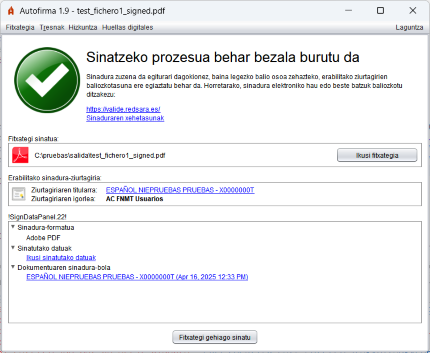 Autofirma 1.9 - test_fichero1_signed.pdf
Fitxategia Tresnak Hizkuntza Huellas digitales Laguntza
Sinatzeko prozesua behar bezala burutu da
Sinadura zuzena da egiturari dagokionez, baina legezko balio osoa zehazteko, erabilitako ziurtagirien
baliozkotasuna ere egiaztatu behar da. Horretarako, sinadura elektroniko hau edo beste batzuk baliozkotu
ditzakezu:
https://valide.redsara.es/
Sinaduraren xehetasunak
Fitxategi sinatua:
C:\pruebas\salida\test_fichero1_signed.pdf
Ikusi fitxategia
Erabilitako sinadura-ziurtagiria:
Ziurtagiriaren titularra: ESPAÑOL NIEPRUEBAS PRUEBAS - X0000000T
Ziurtagiriaren igorlea: AC FNMT Usuarios
!SignDataPanel.22!
Sinadura-formatua
Adobe PDF
Sinatutako datuak
Ikusi sinatutako datuak
Dokumentuaren sinadura-bola
ESPAÑOL NIEPRUEBAS PRUEBAS - X0000000T (Apr 16, 2025 12:33 PM)
Fitxategi gehiago sinatu